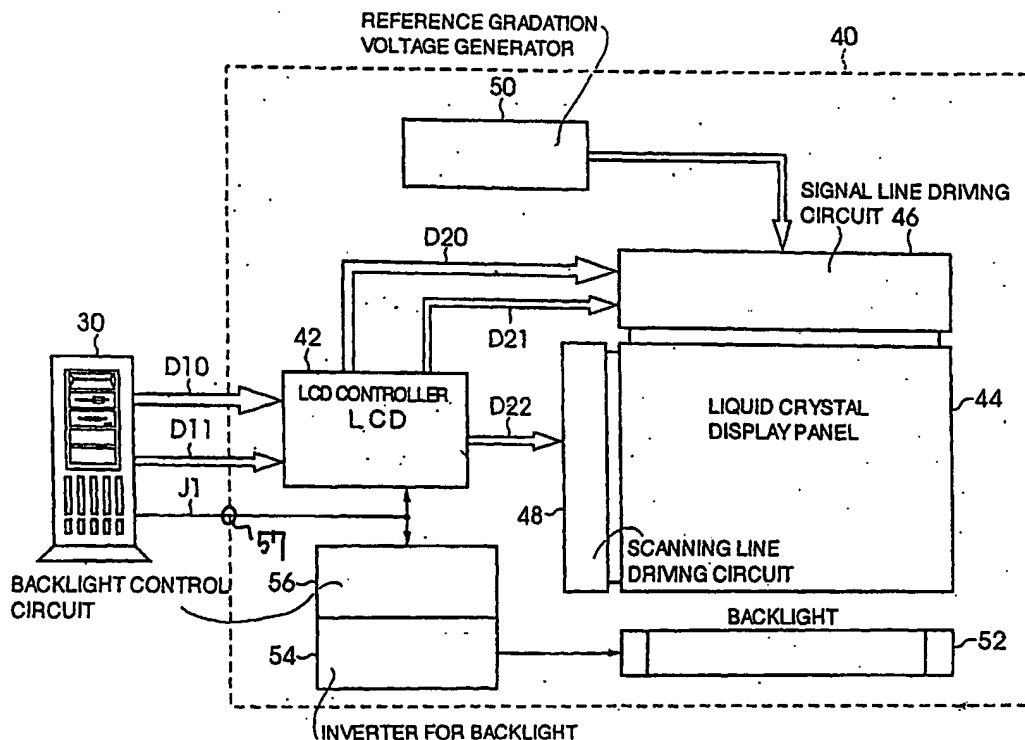 REFERENCE GRADATION
VOLTAGE GENERATOR
40
50
SIGNAL LINE DRIVING
CIRCUIT 46
D20
D21
30
42
D10
LCD CONTROLLER
LCD
D22
LIQUID CRYSTAL
DISPLAY PANEL
44
D11
J1
57
48
SCANNING LINE
DRIVING CIRCUIT
BACKLIGHT CONTROL
CIRCUIT
56
BACKLIGHT
54
52
INVERTER FOR BACKLIGHT